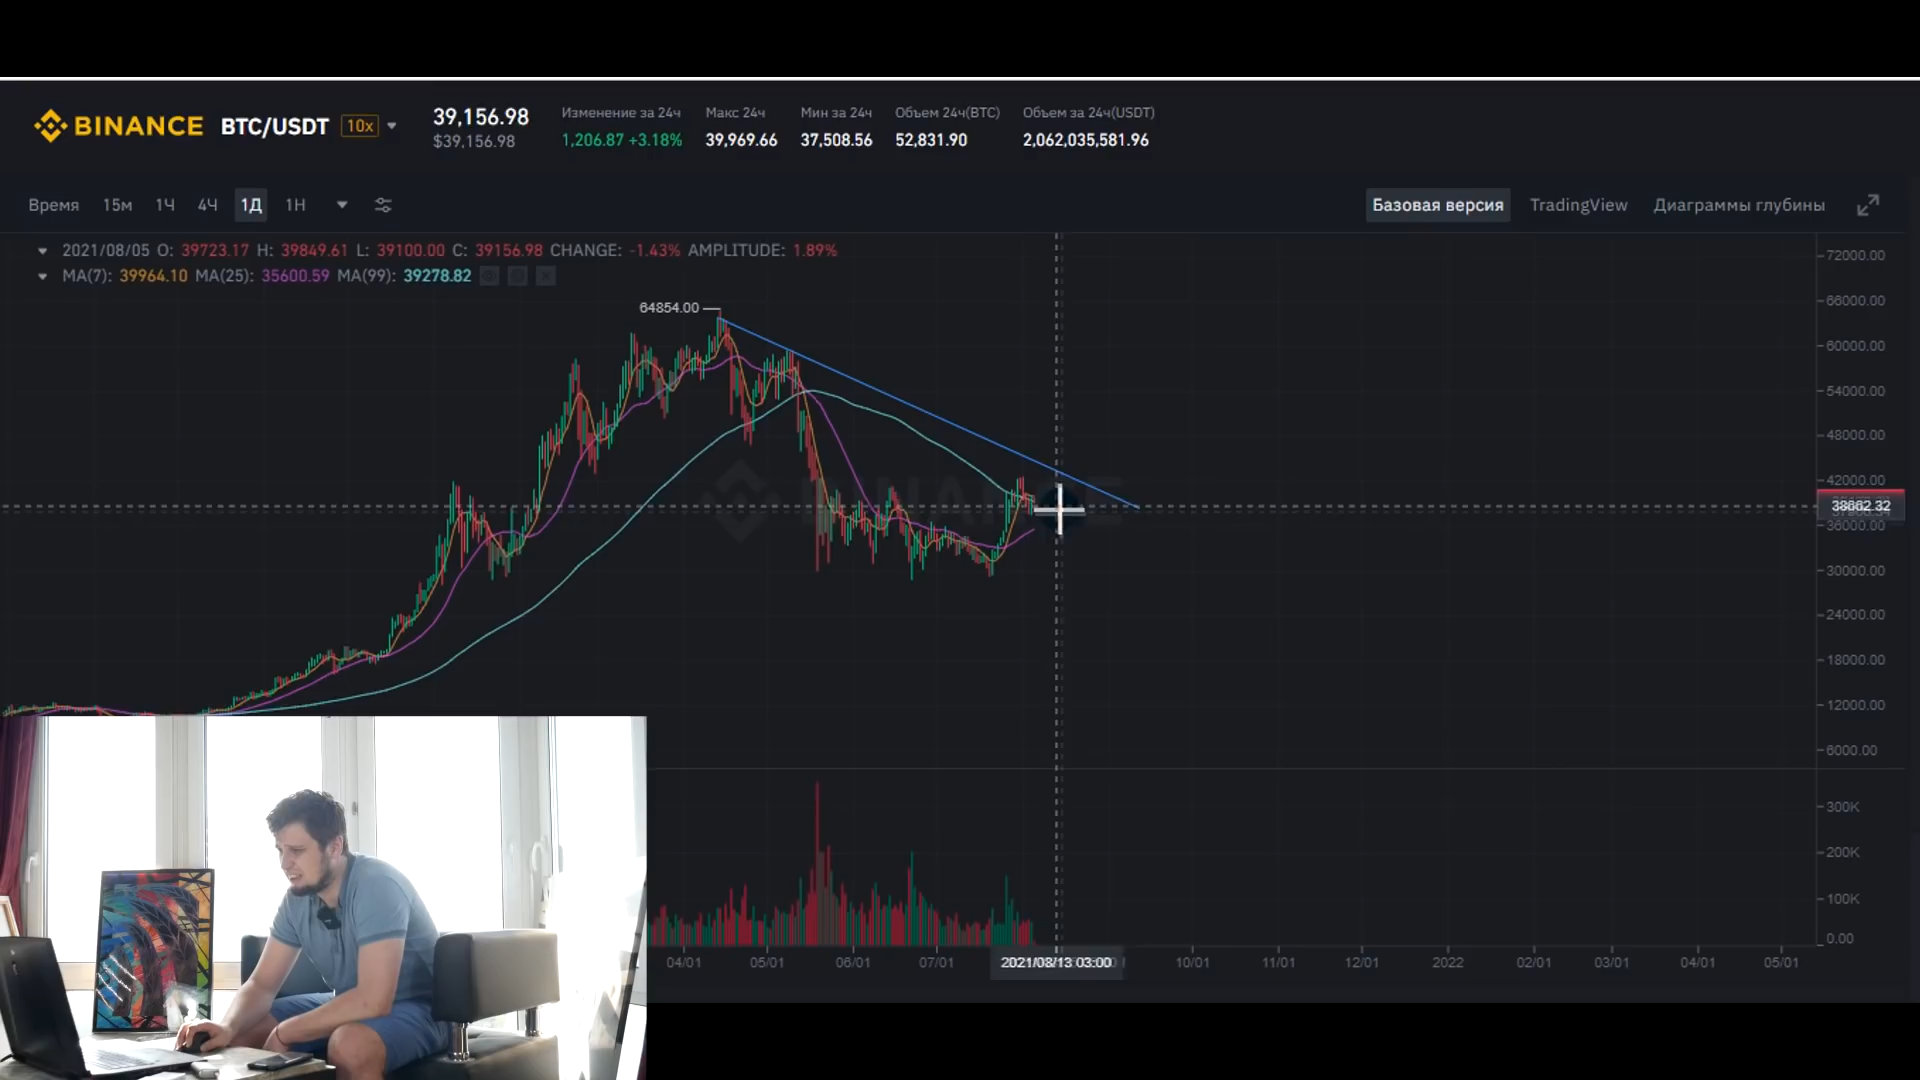 BINANCE BTC/USDT 10x
39,156.98
$39,156.98
Изменение за 24ч
1,206.87 +3.18%
Макс 24ч
39,969.66
Мин за 24ч
37,508.56
Объем 24ч(BTC)
52,831.90
Объем за 24ч(USDT)
2,062,035,581.96
Время 15м 1Ч 4Ч 1Д 1Н
Базовая версия TradingView Диаграммы глубины
2021/08/05 O: 39723.17 H: 39849.61 L: 39100.00 C: 39156.98 CHANGE: -1.43% AMPLITUDE: 1.89%
MA(7): 39964.10 MA(25): 35600.59 MA(99): 39278.82
64854.00
72000.00
66000.00
60000.00
54000.00
48000.00
42000.00
36000.00
30000.00
24000.00
18000.00
12000.00
6000.00
300K
200K
100K
0.00
04/01 05/01 06/01 07/01 2021/08/13 03:00 10/01 11/01 12/01 2022 02/01 03/01 04/01 05/01